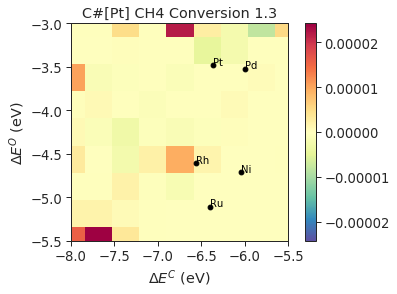 C#[Pt] CH4 Conversion 1.3
−3.0
−3.5
−4.0
−4.5
−5.0
−5.5
ΔE^O (eV)
Pt
Pd
Rh
Ni
Ru
−8.0 −7.5 −7.0 −6.5 −6.0 −5.5
ΔE^C (eV)
0.00002
0.00001
0.00000
−0.00001
−0.00002